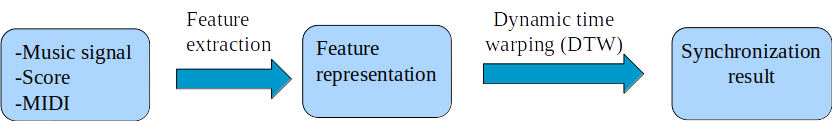 -Music signal
-Score
-MIDI
Feature
extraction
Feature
representation
Dynamic time
warping (DTW)
Synchronization
result